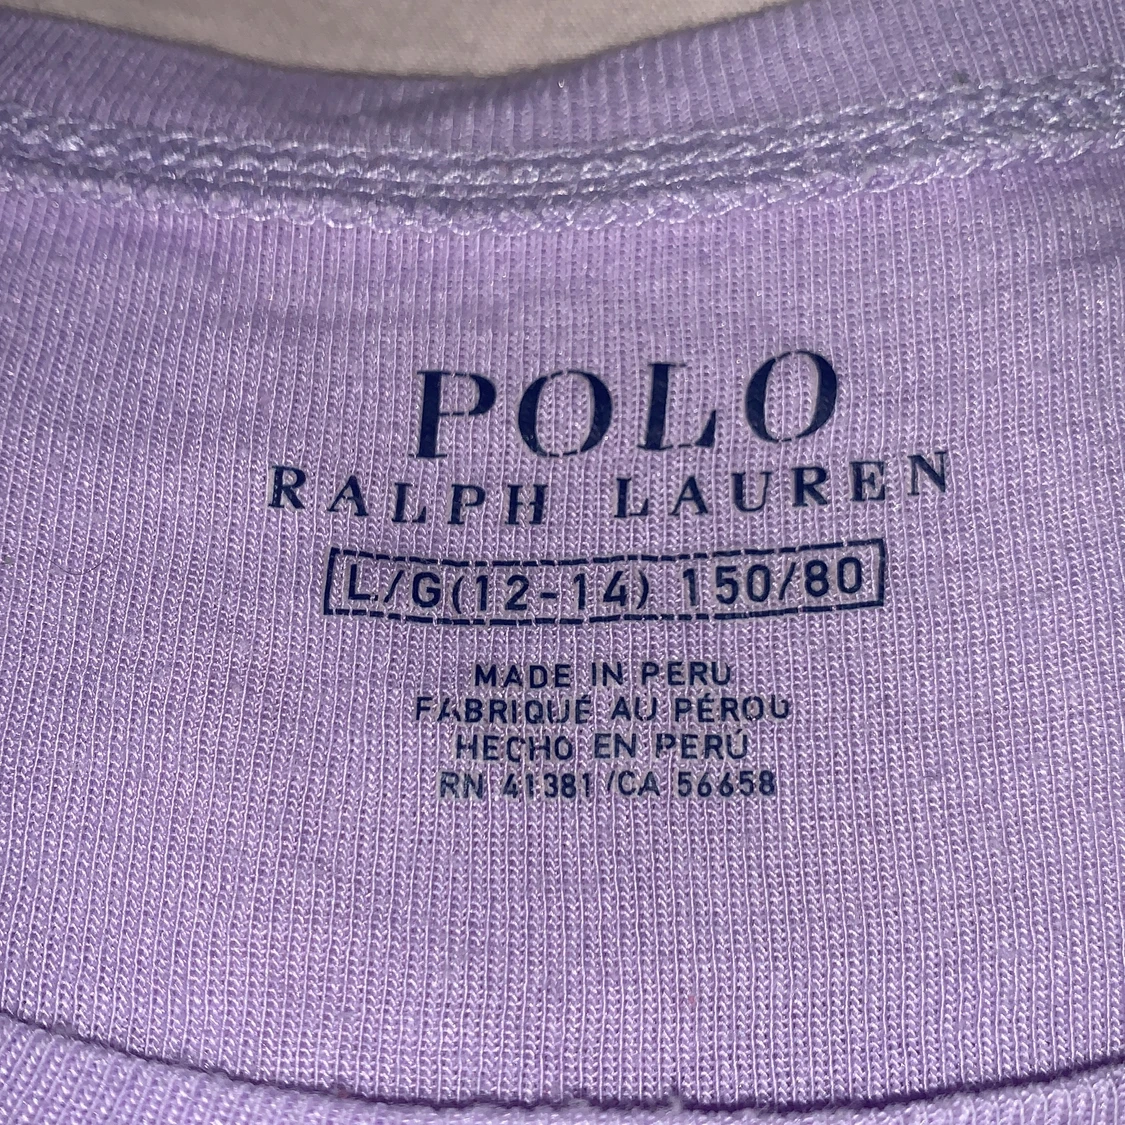 POLO
RALPH LAUREN
L/G(12-14) 150/80
MADE IN PERU
FABRIQUÉ AU PÉROU
HECHO EN PERÚ
RN 41381 /CA 56658